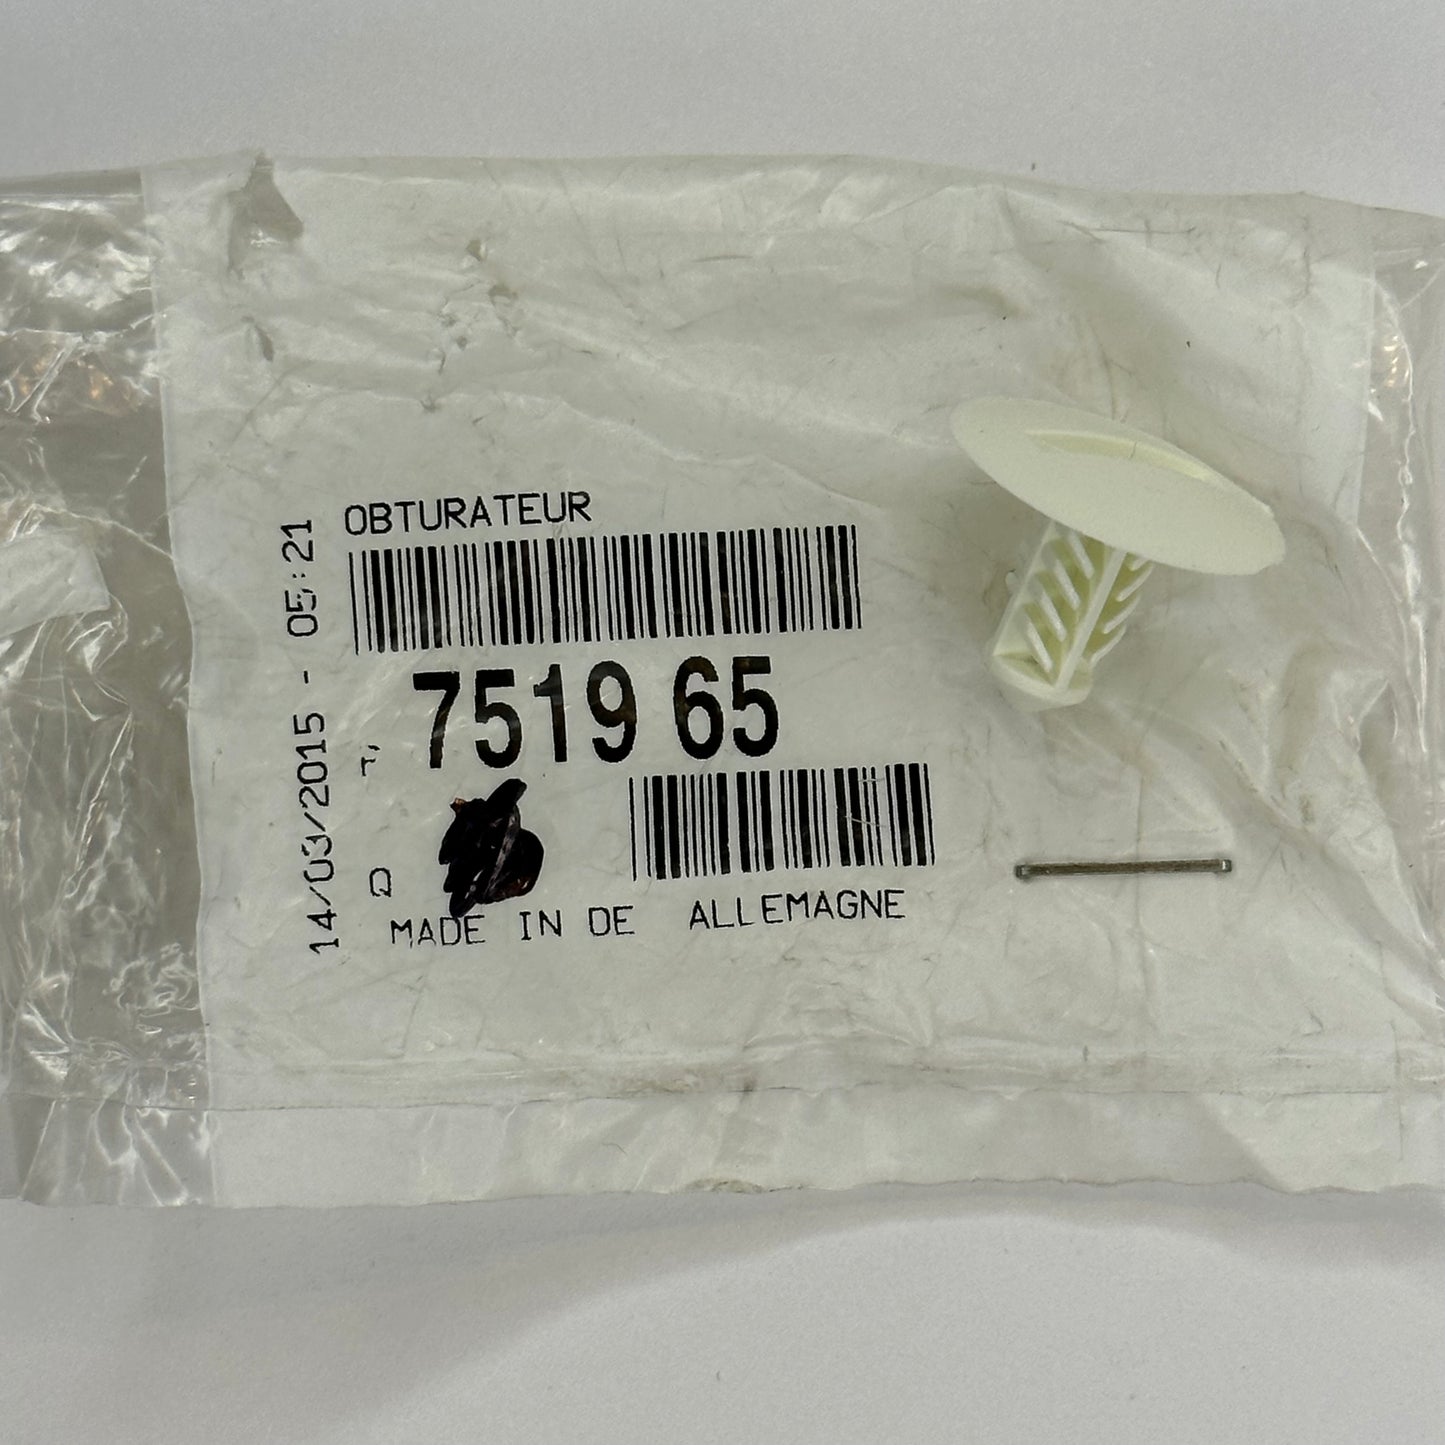 OBTURATEUR
7519 65
MADE IN DE ALLEMAGNE
14/03/2015 - 05:21